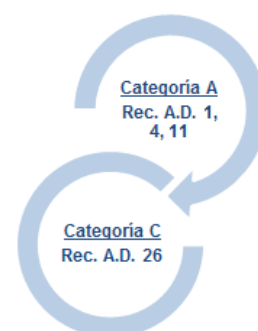 Categoría A
Rec. A.D. 1,
4, 11
Categoría C
Rec. A.D. 26